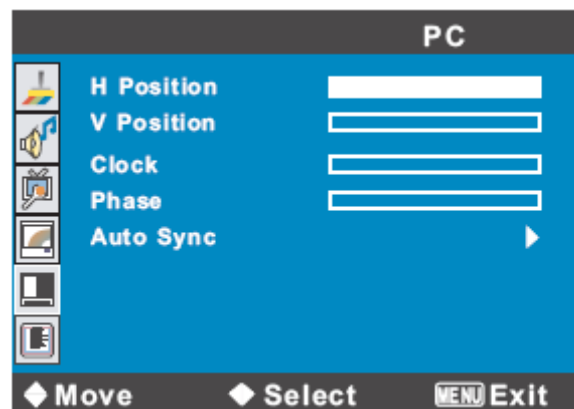 PC
H Position
V Position
Clock
Phase
Auto Sync
Move Select MENU Exit